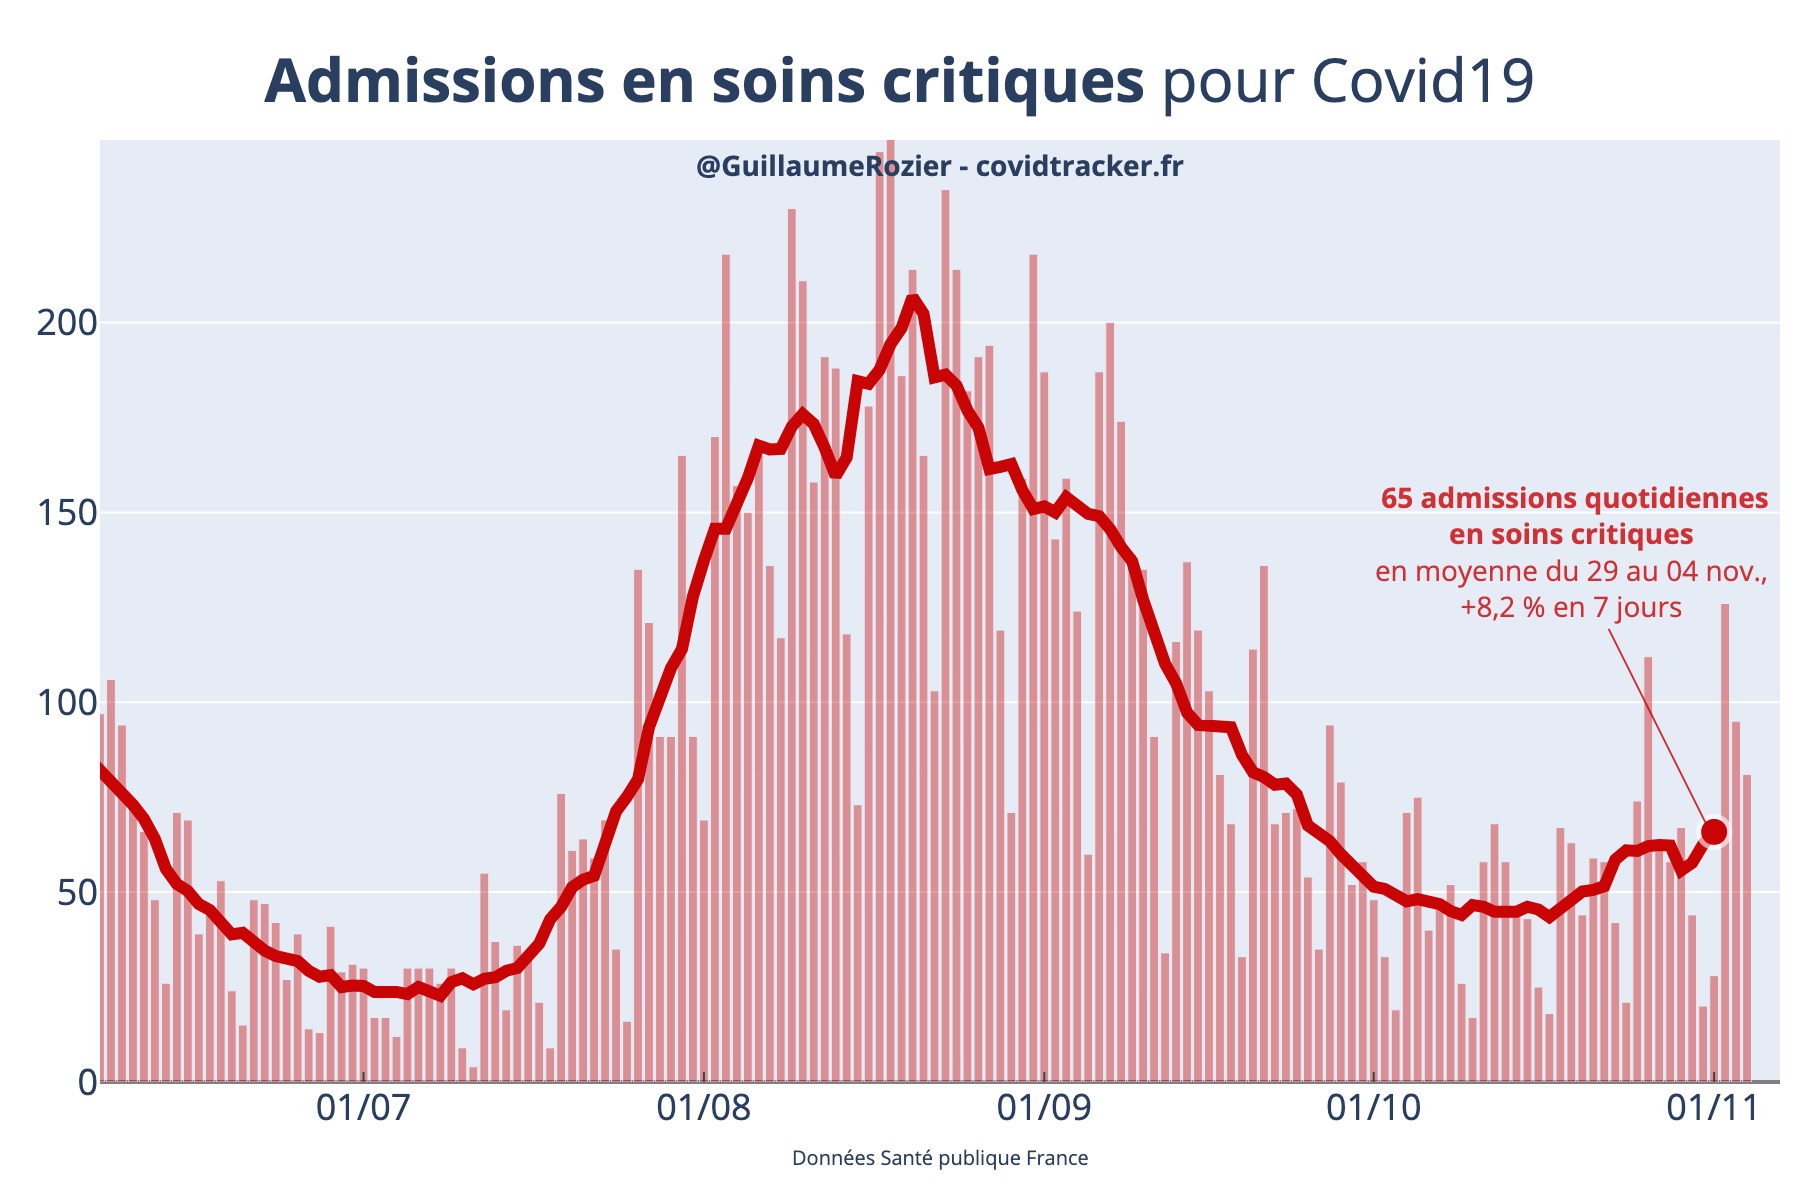 Admissions en soins critiques pour Covid19
@GuillaumeRozier - covidtracker.fr
200
150
100
50
0
65 admissions quotidiennes
en soins critiques
en moyenne du 29 au 04 nov.,
+8,2 % en 7 jours
01/07 01/08 01/09 01/10 01/11
Données Santé publique France